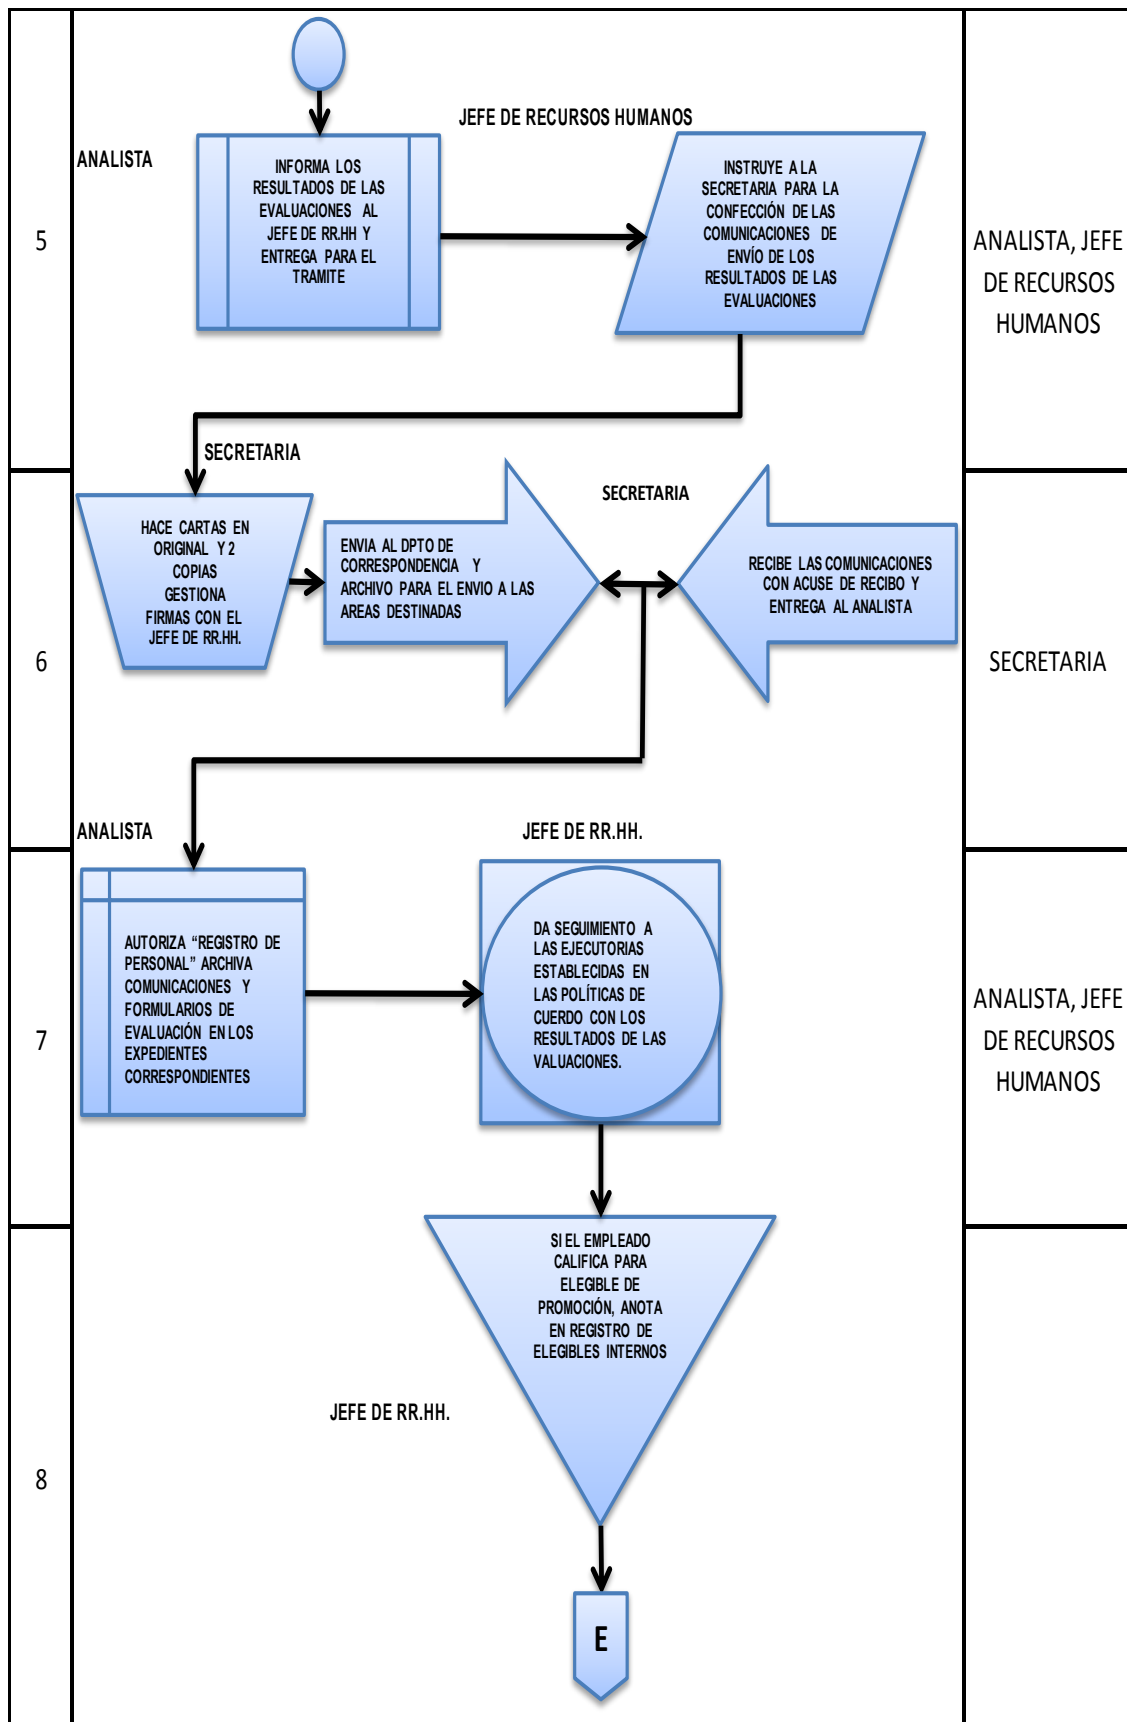 5
ANALISTA
INFORMA LOS
RESULTADOS DE LAS
EVALUACIONES AL
JEFE DE RR.HH Y
ENTREGA PARA EL
TRAMITE
JEFE DE RECURSOS HUMANOS
INSTRUYE A LA
SECRETARIA PARA LA
CONFECCIÓN DE LAS
COMUNICACIONES DE
ENVÍO DE LOS
RESULTADOS DE LAS
EVALUACIONES
ANALISTA, JEFE
DE RECURSOS
HUMANOS
6
SECRETARIA
HACE CARTAS EN
ORIGINAL Y 2
COPIAS
GESTIONA
FIRMAS CON EL
JEFE DE RR.HH.
ENVIA AL DPTO DE
CORRESPONDENCIA Y
ARCHIVO PARA EL ENVIO A LAS
AREAS DESTINADAS
SECRETARIA
RECIBE LAS COMUNICACIONES
CON ACUSE DE RECIBO Y
ENTREGA AL ANALISTA
SECRETARIA
7
ANALISTA
AUTORIZA “REGISTRO DE
PERSONAL” ARCHIVA
COMUNICACIONES Y
FORMULARIOS DE
EVALUACIÓN EN LOS
EXPEDIENTES
CORRESPONDIENTES
JEFE DE RR.HH.
DA SEGUIMIENTO A
LAS EJECUTORIAS
ESTABLECIDAS EN
LAS POLÍTICAS DE
CUERDO CON LOS
RESULTADOS DE LAS
VALUACIONES.
ANALISTA, JEFE
DE RECURSOS
HUMANOS
8
SI EL EMPLEADO
CALIFICA PARA
ELEGIBLE DE
PROMOCIÓN, ANOTA
EN REGISTRO DE
ELEGIBLES INTERNOS
JEFE DE RR.HH.
E